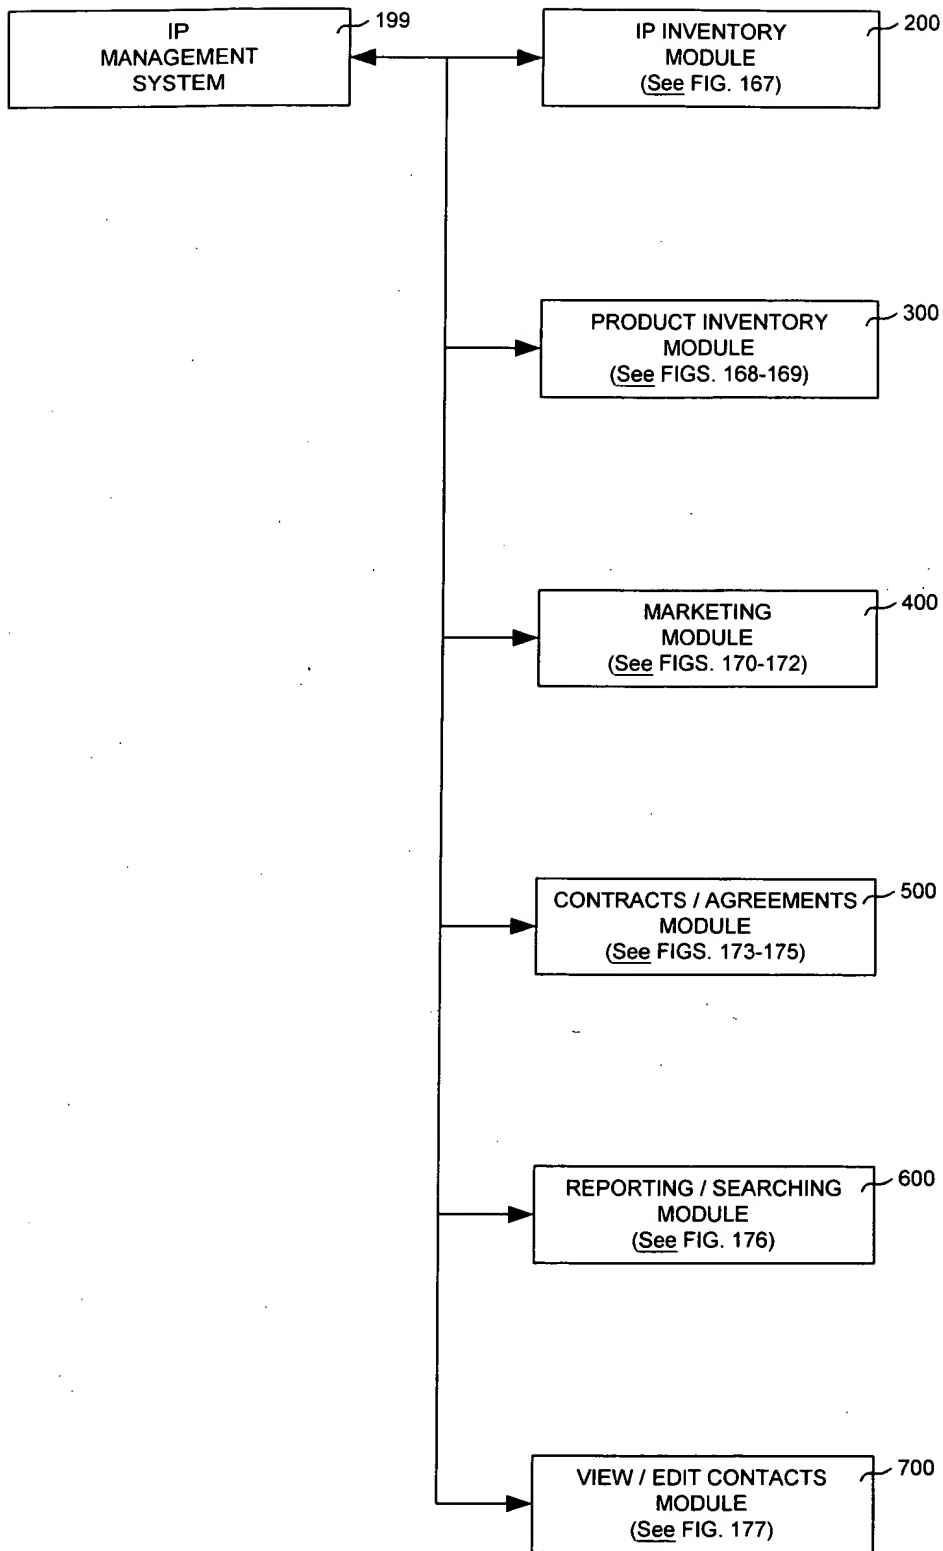 IP
MANAGEMENT
SYSTEM
199
IP INVENTORY
MODULE
(See FIG. 167)
200
PRODUCT INVENTORY
MODULE
(See FIGS. 168-169)
300
MARKETING
MODULE
(See FIGS. 170-172)
400
CONTRACTS / AGREEMENTS
MODULE
(See FIGS. 173-175)
500
REPORTING / SEARCHING
MODULE
(See FIG. 176)
600
VIEW / EDIT CONTACTS
MODULE
(See FIG. 177)
700